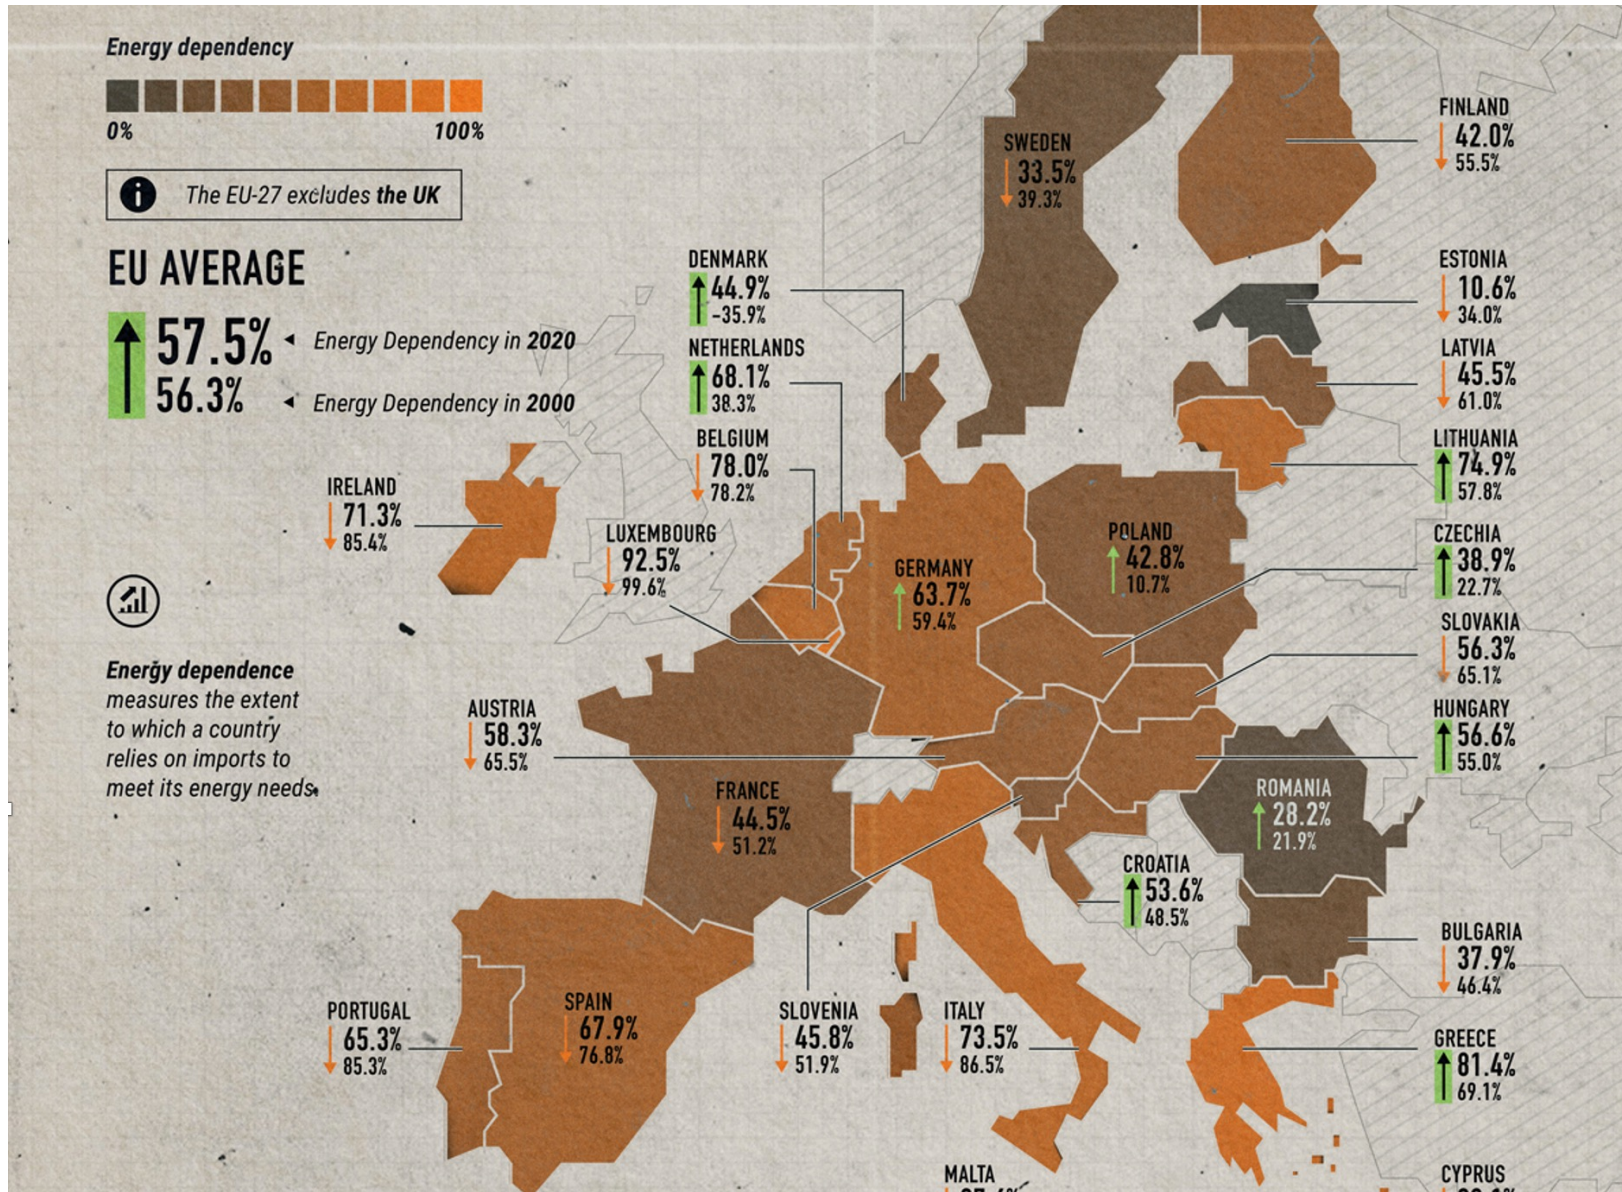 Energy dependency
0% 100%
The EU-27 excludes the UK
EU AVERAGE
57.5% Energy Dependency in 2020
56.3% Energy Dependency in 2000
Energy dependence
measures the extent
to which a country
relies on imports to
meet its energy needs.
SWEDEN
33.5%
39.3%
FINLAND
42.0%
55.5%
DENMARK
44.9%
-35.9%
ESTONIA
10.6%
34.0%
NETHERLANDS
68.1%
38.3%
LATVIA
45.5%
61.0%
BELGIUM
78.0%
78.2%
LITHUANIA
74.9%
57.8%
IRELAND
71.3%
85.4%
LUXEMBOURG
92.5%
99.6%
GERMANY
63.7%
59.4%
POLAND
42.8%
10.7%
CZECHIA
38.9%
22.7%
SLOVAKIA
56.3%
65.1%
AUSTRIA
58.3%
65.5%
HUNGARY
56.6%
55.0%
FRANCE
44.5%
51.2%
ROMANIA
28.2%
21.9%
CROATIA
53.6%
48.5%
BULGARIA
37.9%
46.4%
PORTUGAL
65.3%
85.3%
SPAIN
67.9%
76.8%
SLOVENIA
45.8%
51.9%
ITALY
73.5%
86.5%
GREECE
81.4%
69.1%
MALTA
CYPRUS